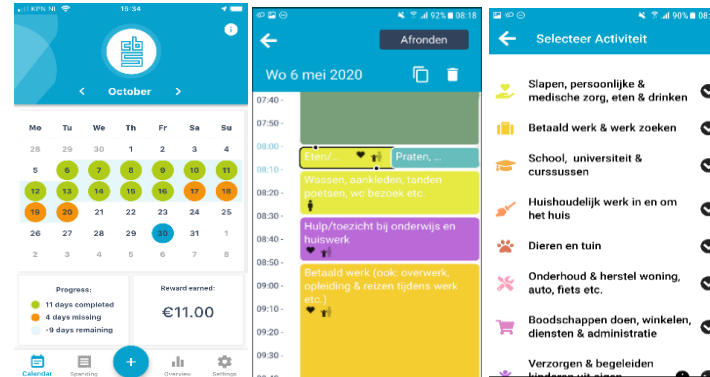 KPN NL
15:34
October
Mo Tu We Th Fr Sa Su
28 29 30 1 2 3 4
5 6 7 8 9 10 11
12 13 14 15 16 17 18
19 20 21 22 23 24 25
26 27 28 29 30 31 1
2 3 4 5 6 7 8
Progress:
11 days completed
4 days missing
-9 days remaining
Reward earned:
€11.00
Calendar
Spending
+
Overview
Settings
92% 08:18
Afronden
Wo 6 mei 2020
07:40
07:50
08:00
Eten/...
Praten, ...
08:10
Wassen, aankleden, tanden
08:20
poetsen, wc bezoek etc.
08:30
Hulp/toezicht bij onderwijs en
08:40
huiswerk
08:50
Betaald werk (ook: overwerk,
09:00
opleiding & reizen tijdens werk
etc.)
09:10
09:20
09:30
90% 08:
Selecteer Activiteit
Slapen, persoonlijke &
medische zorg, eten & drinken
Betaald werk & werk zoeken
School, universiteit &
curssussen
Huishoudelijk werk in en om
het huis
Dieren en tuin
Onderhoud & herstel woning,
auto, fiets etc.
Boodschappen doen, winkelen,
diensten & administratie
Verzorgen & begeleiden
kinderen uit eigen